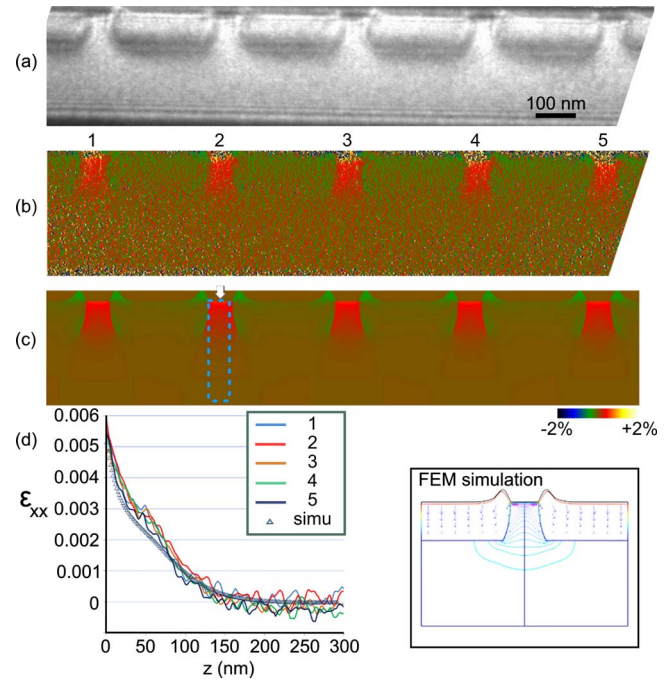 (a)
100 nm
1 2 3 4 5
(b)
(c)
-2% +2%
(d)
0.006
0.005
0.004
0.003
0.002
0.001
0
εxx
1
2
3
4
5
simu
0 50 100 150 200 250 300
z (nm)
FEM simulation